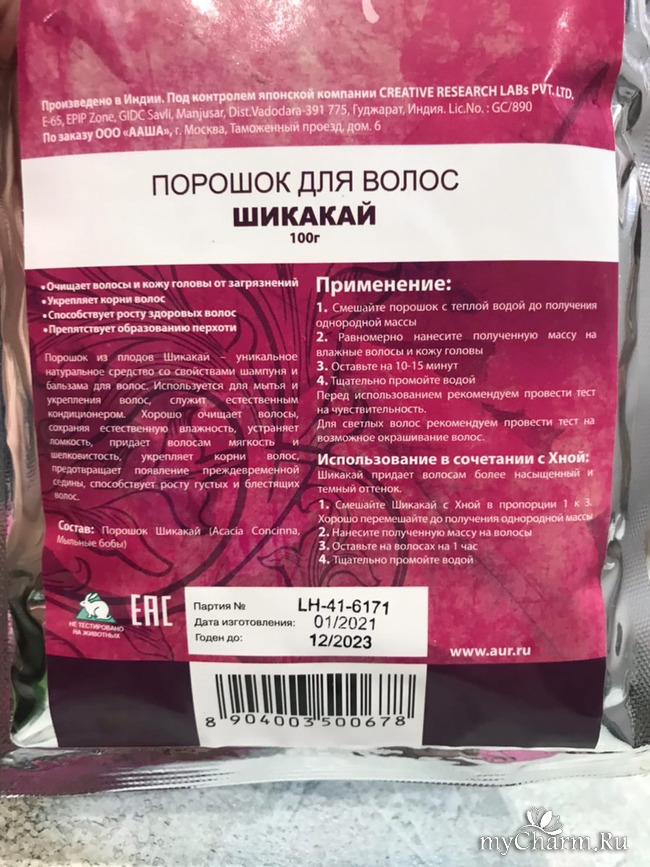 Произведено в Индии. Под контролем японской компании CREATIVE RESEARCH LABs PVT. LTD.
E-65, EPIP Zone, GIDC Savli, Manjusar, Dist.Vadodara-391 775, Гуджарат, Индия. Lic.No. : GC/890
По заказу ООО «ААША», г. Москва, Таможенный проезд, дом. 6
ПОРОШОК ДЛЯ ВОЛОС
ШИКАКАЙ
100г
•Очищает волосы и кожу головы от загрязнений
•Укрепляет корни волос
•Способствует росту здоровых волос
•Препятствует образованию перхоти
Порошок из плодов Шикакаи – уникальное
натуральное средство со свойствами шампуня и
бальзама для волос. Используется для мытья и
укрепления волос, служит естественным
кондиционером. Хорошо очищает волосы,
сохраняя естественную влажность, устраняет
ломкость, придает волосам мягкость и
шелковистость, укрепляет корни волос,
предотвращает появление преждевременной
седины, способствует росту густых и блестящих
волос.
Состав: Порошок Шикакай (Acacia Concinna,
Мыльные бобы)
Применение:
1. Смешайте порошок с теплой водой до получения
однородной массы
2. Равномерно нанесите полученную массу на
влажные волосы и кожу головы
3. Оставьте на 10-15 минут
4. Тщательно промойте водой
Перед использованием рекомендуем провести тест
на чувствительность.
Для светлых волос рекомендуем провести тест на
возможное окрашивание волос.
Использование в сочетании с Хной:
Шикакай придает волосам более насыщенный и
темный оттенок.
1. Смешайте Шикакай с Хной в пропорции 1 к 3.
Хорошо перемешайте до получения однородной массы
2. Нанесите полученную массу на волосы
3. Оставьте на волосах на 1 час
4. Тщательно промойте водой
НЕ ТЕСТИРОВАНО
НА ЖИВОТНЫХ
EAC
Партия № LH-41-6171
Дата изготовления: 01/2021
Годен до: 12/2023
www.aur.ru
8 904003 500678
myCharm.Ru